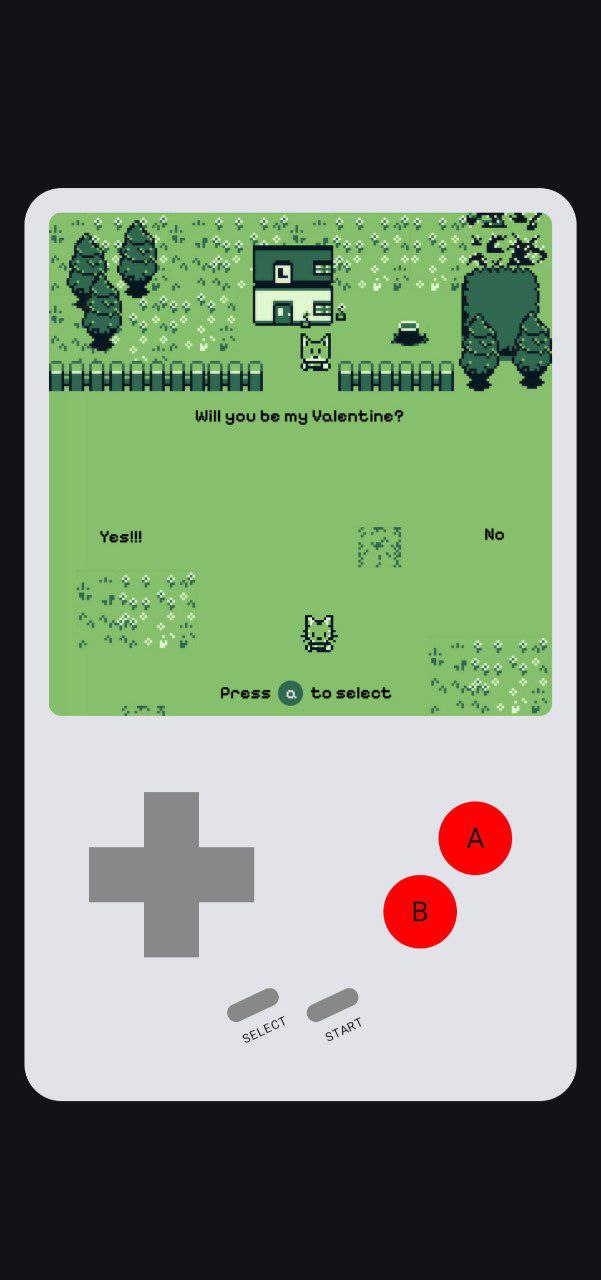 Will you be my Valentine?
Yes!!!
No
Press a to select
A
B
SELECT
START